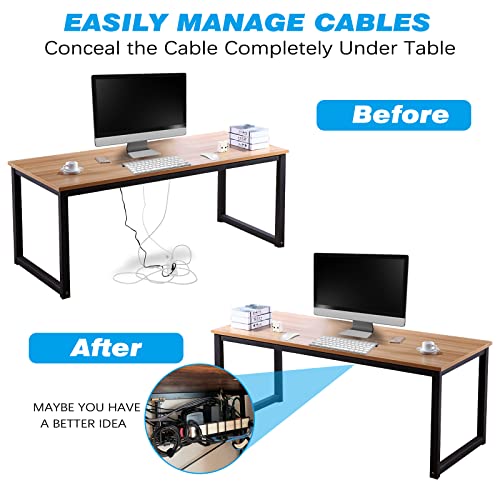 EASILY MANAGE CABLES
Conceal the Cable Completely Under Table
Before
After
MAYBE YOU HAVE
A BETTER IDEA